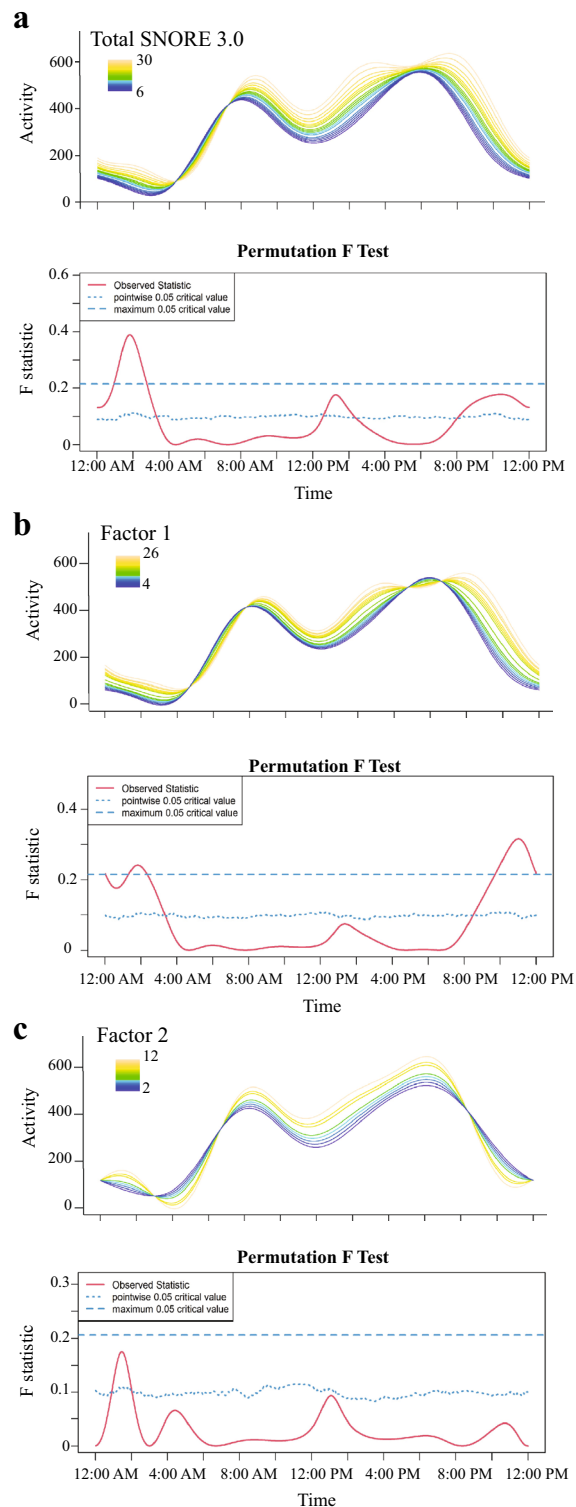 a
Total SNORE 3.0
30
6
Activity
600
400
200
0
Permutation F Test
Observed Statistic
pointwise 0.05 critical value
maximum 0.05 critical value
F statistic
0.6
0.4
0.2
0
12:00 AM 4:00 AM 8:00 AM 12:00 PM 4:00 PM 8:00 PM 12:00 PM
Time
b
Factor 1
26
4
Activity
600
400
200
0
Permutation F Test
Observed Statistic
pointwise 0.05 critical value
maximum 0.05 critical value
F statistic
0.4
0.2
0
12:00 AM 4:00 AM 8:00 AM 12:00 PM 4:00 PM 8:00 PM 12:00 PM
Time
c
Factor 2
12
2
Activity
600
400
200
0
Permutation F Test
Observed Statistic
pointwise 0.05 critical value
maximum 0.05 critical value
F statistic
0.3
0.2
0.1
0
12:00 AM 4:00 AM 8:00 AM 12:00 PM 4:00 PM 8:00 PM 12:00 PM
Time